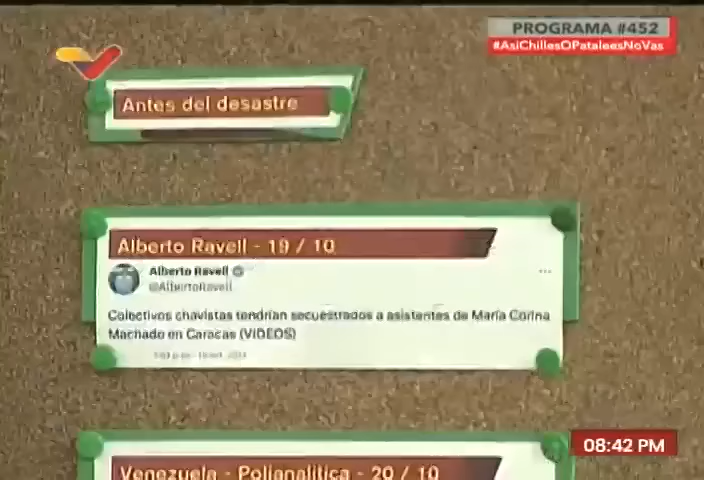 PROGRAMA #452
#AsiChillesOPataleesNoVas
Antes del desastre
Alberto Ravell - 19 / 10
Alberto Ravell
@AlbertoRavell
Colectivos chavistas tendrían secuestrados a asistentes de María Corina
Machado en Caracas (VIDEOS)
Venezuela - Polianalitica - 20 / 10
08:42 PM